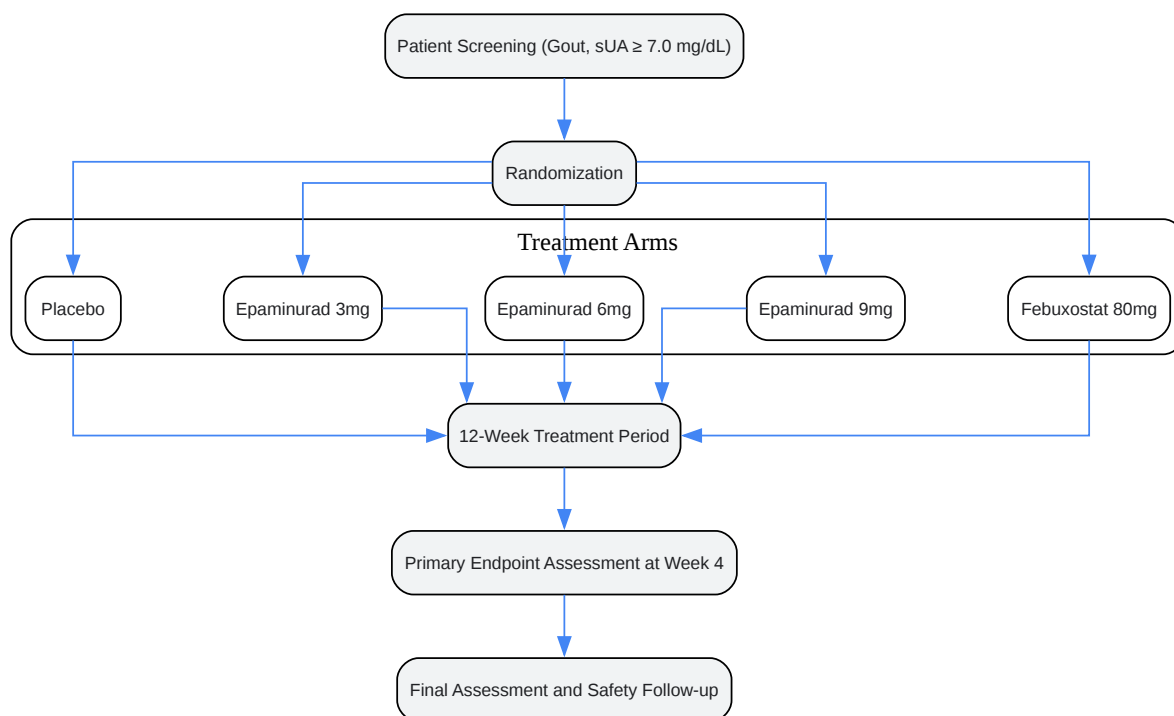 Patient Screening (Gout, sUA ≥ 7.0 mg/dL)
Randomization
Treatment Arms
Placebo
Epaminurad 3mg
Epaminurad 6mg
Epaminurad 9mg
Febuxostat 80mg
12-Week Treatment Period
Primary Endpoint Assessment at Week 4
Final Assessment and Safety Follow-up